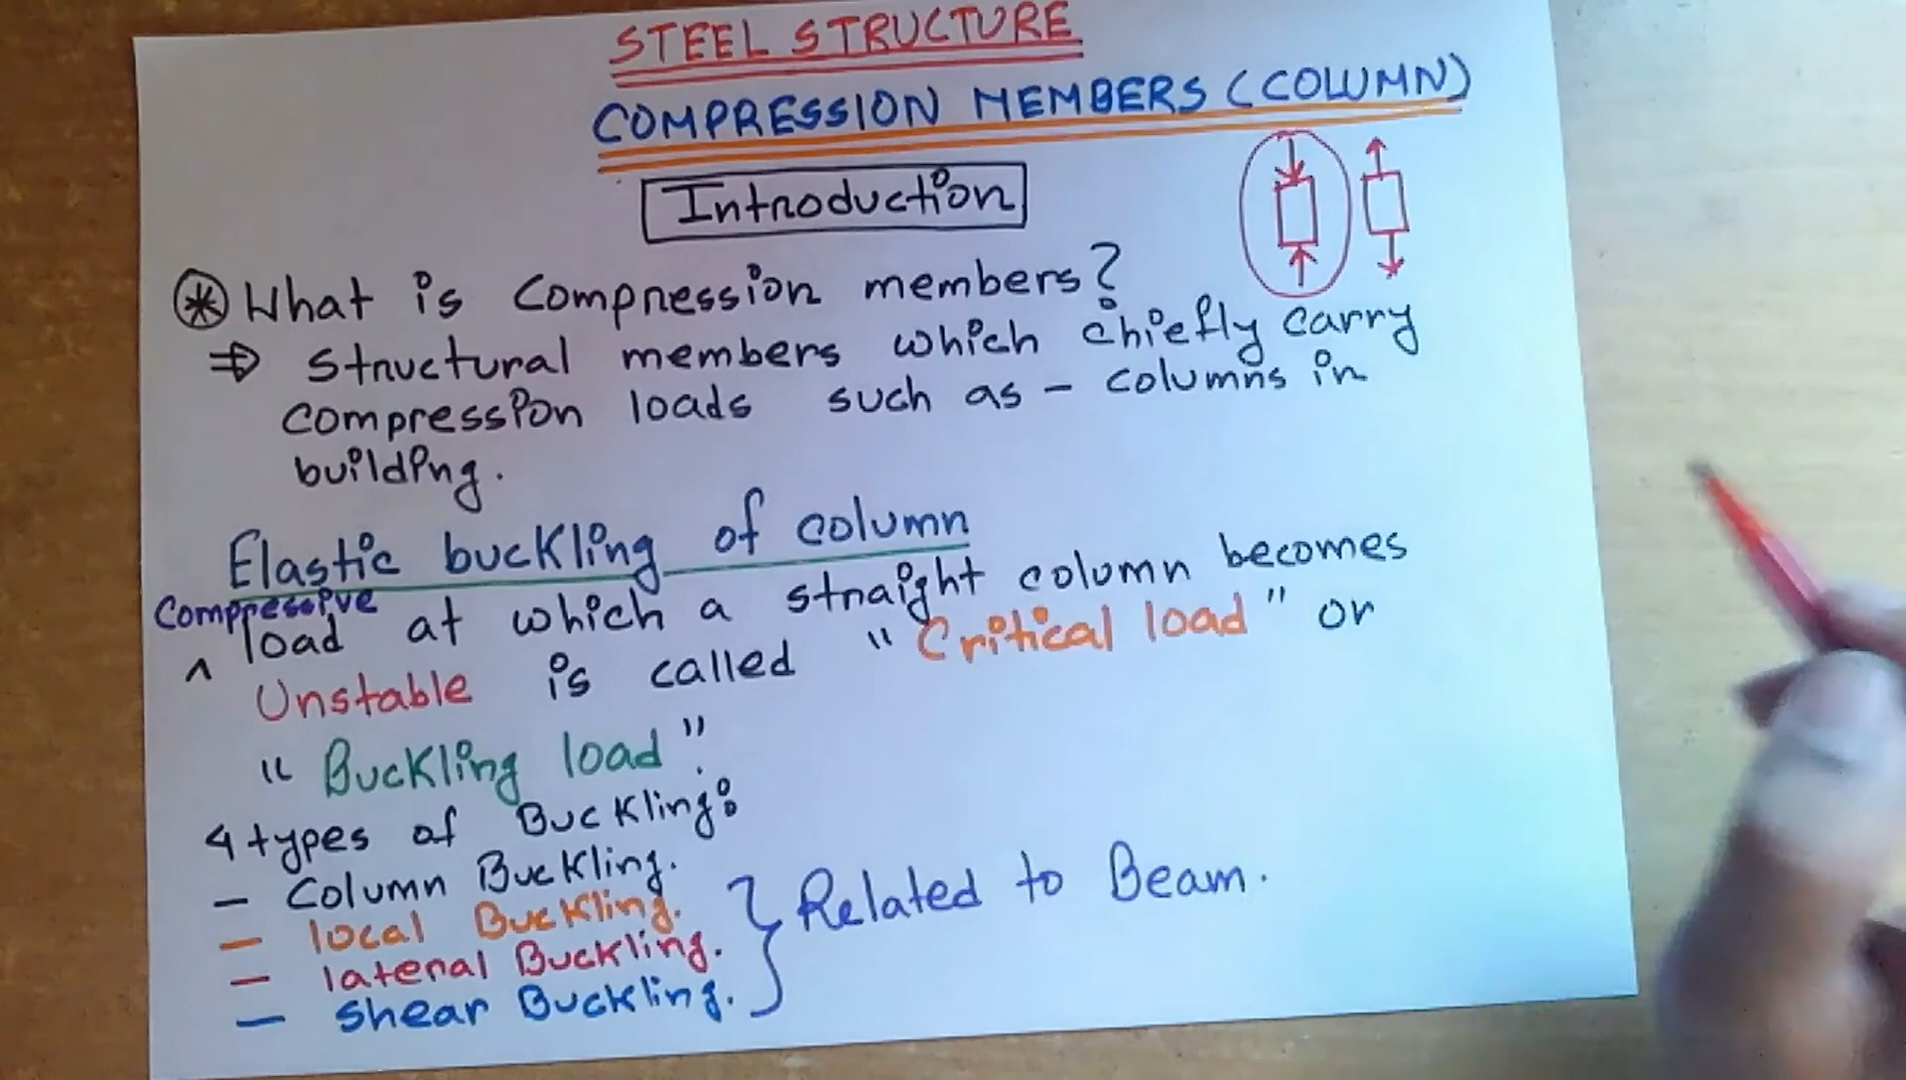 STEEL STRUCTURE
COMPRESSION MEMBERS (COLUMN)
Introduction
What is compression members?
⇒ Structural members which chiefly carry
compression loads such as - columns in
building.
Elastic buckling of column
Compressive
^ load at which a straight column becomes
Unstable is called "Critical load" or
"Buckling load".
4 types of Buckling:
- Column Buckling.
- local Buckling.
- lateral Buckling.
- shear Buckling.
} Related to Beam.